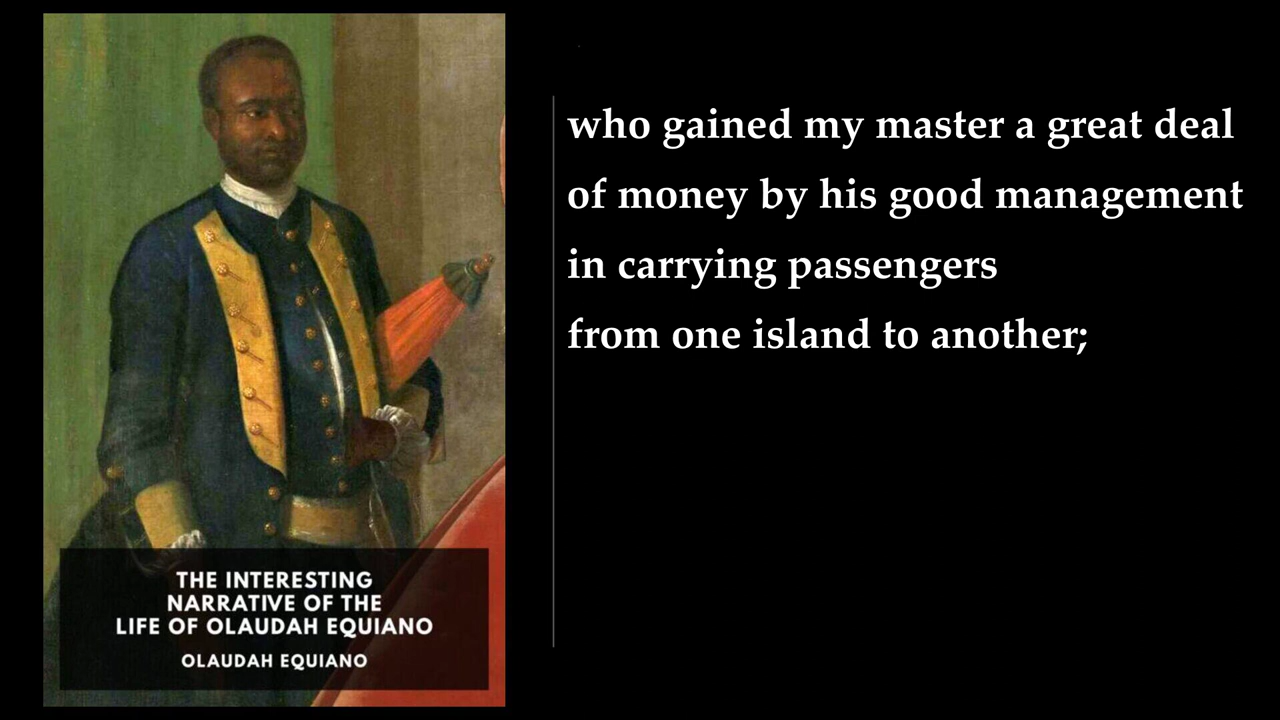 THE INTERESTING
NARRATIVE OF THE
LIFE OF OLAUDAH EQUIANO
OLAUDAH EQUIANO
who gained my master a great deal
of money by his good management
in carrying passengers
from one island to another;